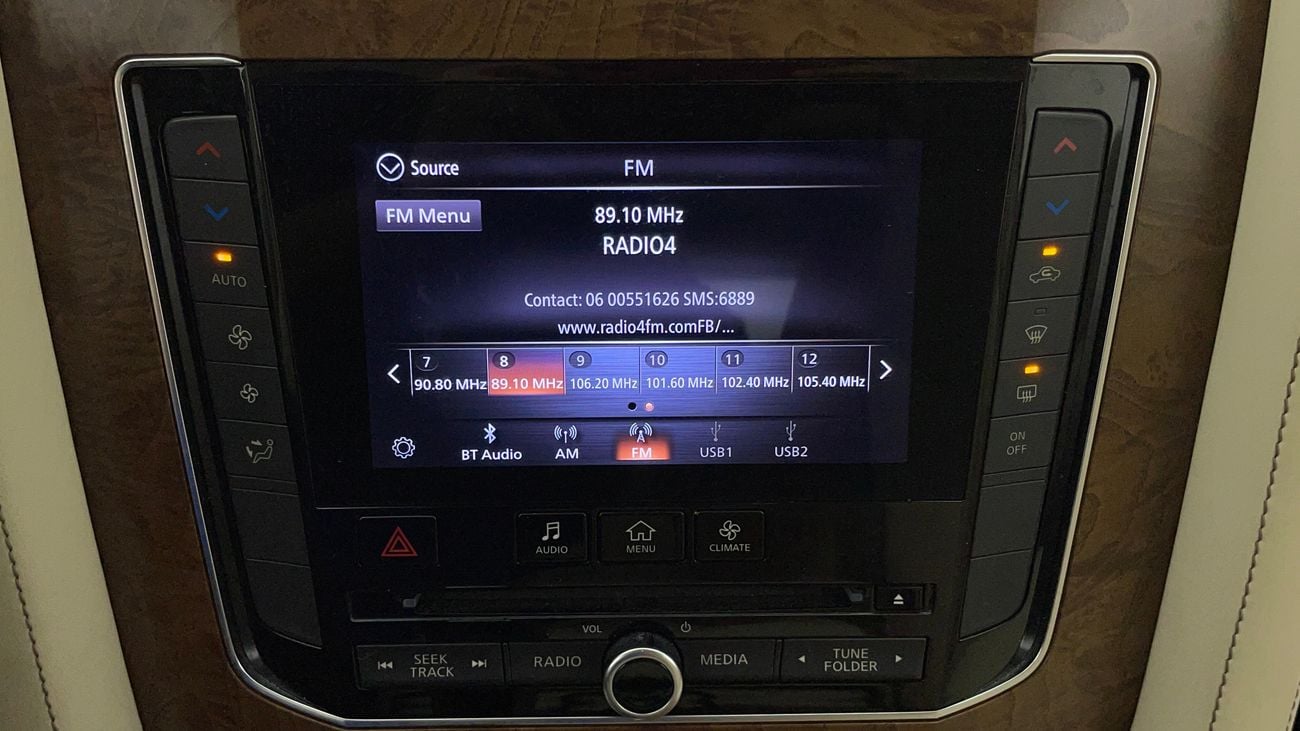 Source
FM
FM Menu
89.10 MHz
RADIO4
Contact: 06 00551626 SMS:6889
www.radio4fm.comFB/...
7 8 9 10 11 12
90.80 MHz 89.10 MHz 106.20 MHz 101.60 MHz 102.40 MHz 105.40 MHz
BT Audio AM FM USB1 USB2
AUTO
ON
OFF
AUDIO
MENU
CLIMATE
VOL
SEEK
TRACK
RADIO
MEDIA
TUNE
FOLDER